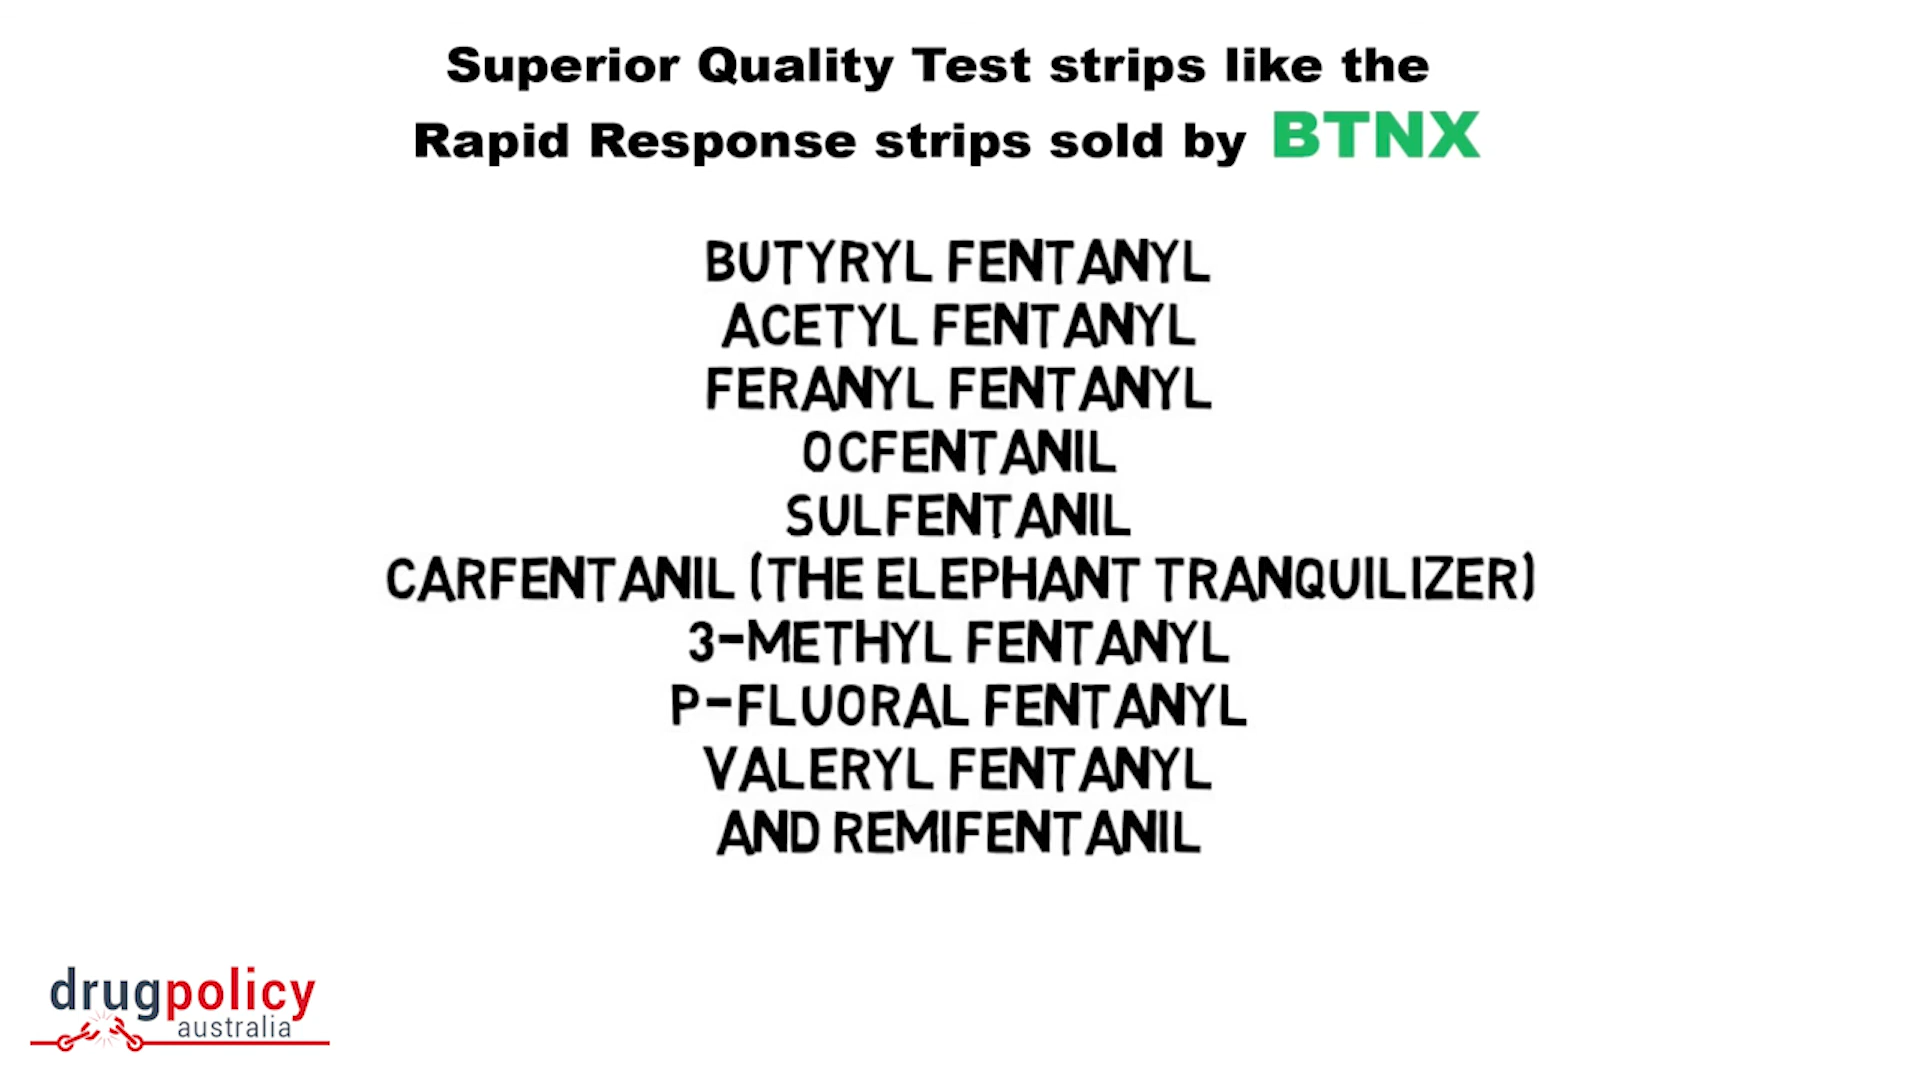 Superior Quality Test strips like the
Rapid Response strips sold by BTNX
BUTYRYL FENTANYL
ACETYL FENTANYL
FERANYL FENTANYL
OCFENTANIL
SULFENTANIL
CARFENTANIL (THE ELEPHANT TRANQUILIZER)
3-METHYL FENTANYL
P-FLUORAL FENTANYL
VALERYL FENTANYL
AND REMIFENTANIL
drugpolicy
australia